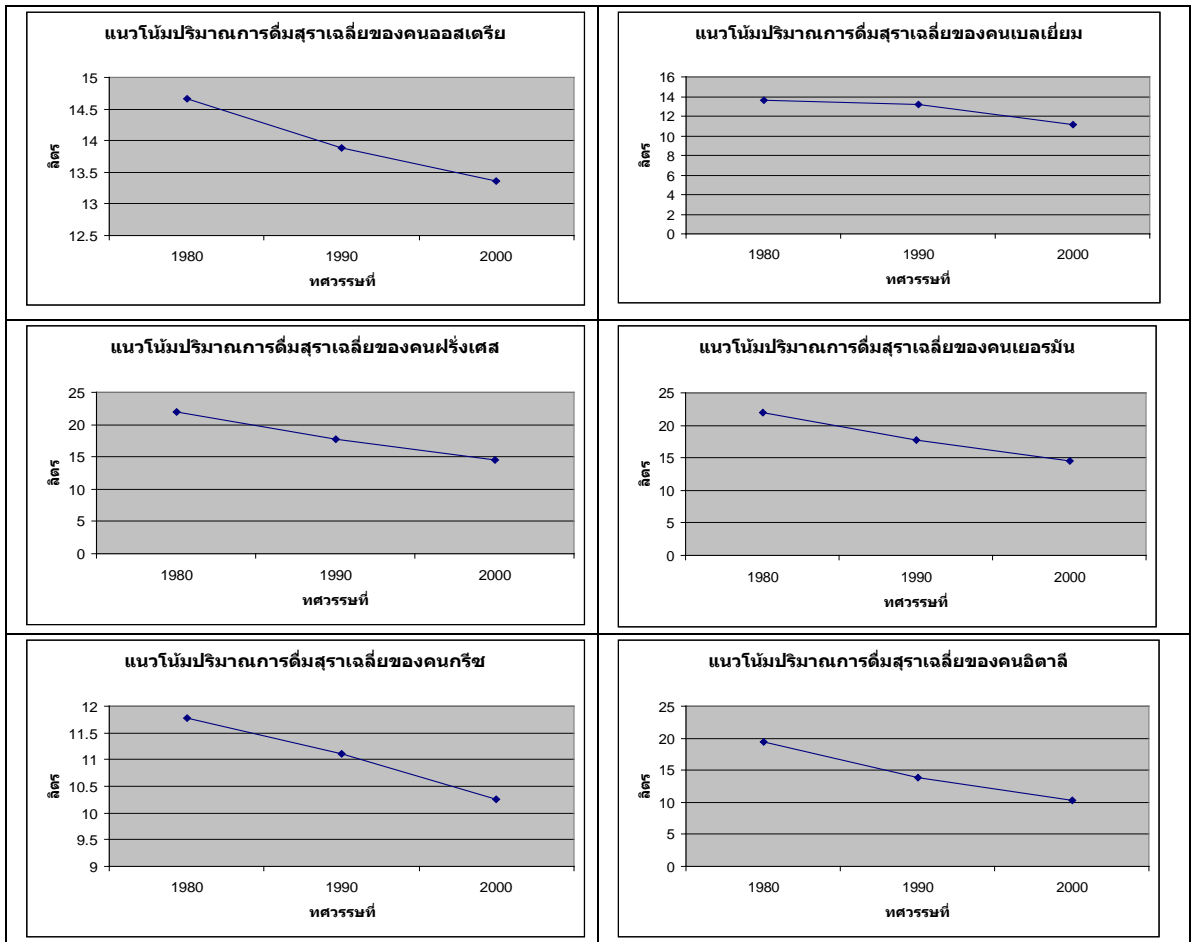 แนวโน้มปริมาณการดื่มสุราเฉลี่ยของคนออสเตรีย
15
14.5
14
13.5
13
12.5
ลิตร
1980 1990 2000
ทศวรรษที่
แนวโน้มปริมาณการดื่มสุราเฉลี่ยของคนเบลเยี่ยม
16
14
12
10
8
6
4
2
0
ลิตร
1980 1990 2000
ทศวรรษที่
แนวโน้มปริมาณการดื่มสุราเฉลี่ยของคนฝรั่งเศส
25
20
15
10
5
0
ลิตร
1980 1990 2000
ทศวรรษที่
แนวโน้มปริมาณการดื่มสุราเฉลี่ยของคนเยอรมัน
25
20
15
10
5
0
ลิตร
1980 1990 2000
ทศวรรษที่
แนวโน้มปริมาณการดื่มสุราเฉลี่ยของคนกรีซ
12
11.5
11
10.5
10
9.5
9
ลิตร
1980 1990 2000
ทศวรรษที่
แนวโน้มปริมาณการดื่มสุราเฉลี่ยของคนอิตาลี
25
20
15
10
5
0
ลิตร
1980 1990 2000
ทศวรรษที่